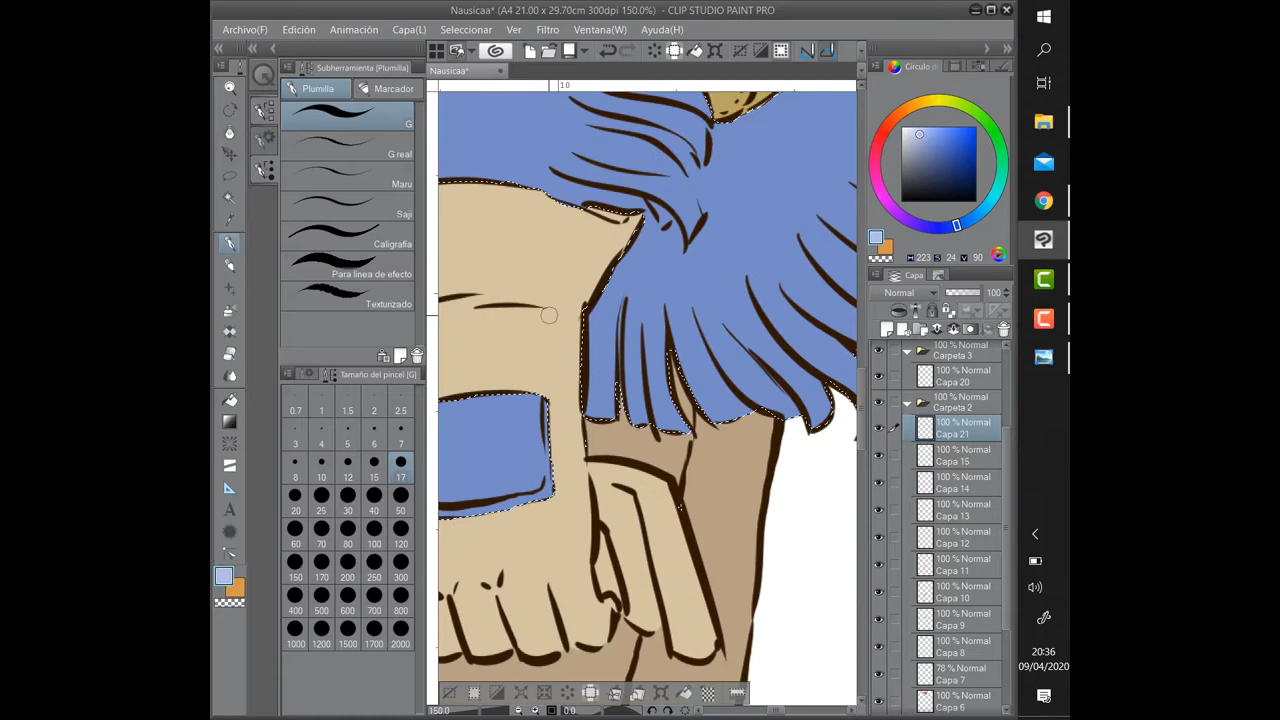 Nausicaa* (A4 21.00 x 29.70cm 300dpi 150.0%) - CLIP STUDIO PAINT PRO
Archivo(F) Edición Animación Capa(L) Seleccionar Ver Filtro Ventana(W) Ayuda(H)
Subherramienta [Plumilla]
Plumilla Marcador
G
G real
Maru
Saji
Caligrafía
Para linea de efecto
Texturizado
Tamaño del pincel [G]
0.7 1 1.5 2 2.5
3 4 5 6 7
8 10 12 15 17
20 25 30 40 50
60 70 80 100 120
150 170 200 250 300
400 500 600 700 800
1000 1200 1500 1700 2000
Nausicaa*
10
150.0 0.0
Círculo d
H 223 S 24 V 90
Capa
Normal 100
100 % Normal
Carpeta 3
100 % Normal
Capa 20
100 % Normal
Carpeta 2
100 % Normal
Capa 21
100 % Normal
Capa 15
100 % Normal
Capa 14
100 % Normal
Capa 13
100 % Normal
Capa 12
100 % Normal
Capa 11
100 % Normal
Capa 10
100 % Normal
Capa 9
100 % Normal
Capa 8
78 % Normal
Capa 7
100 % Normal
Capa 6
20:36
09/04/2020